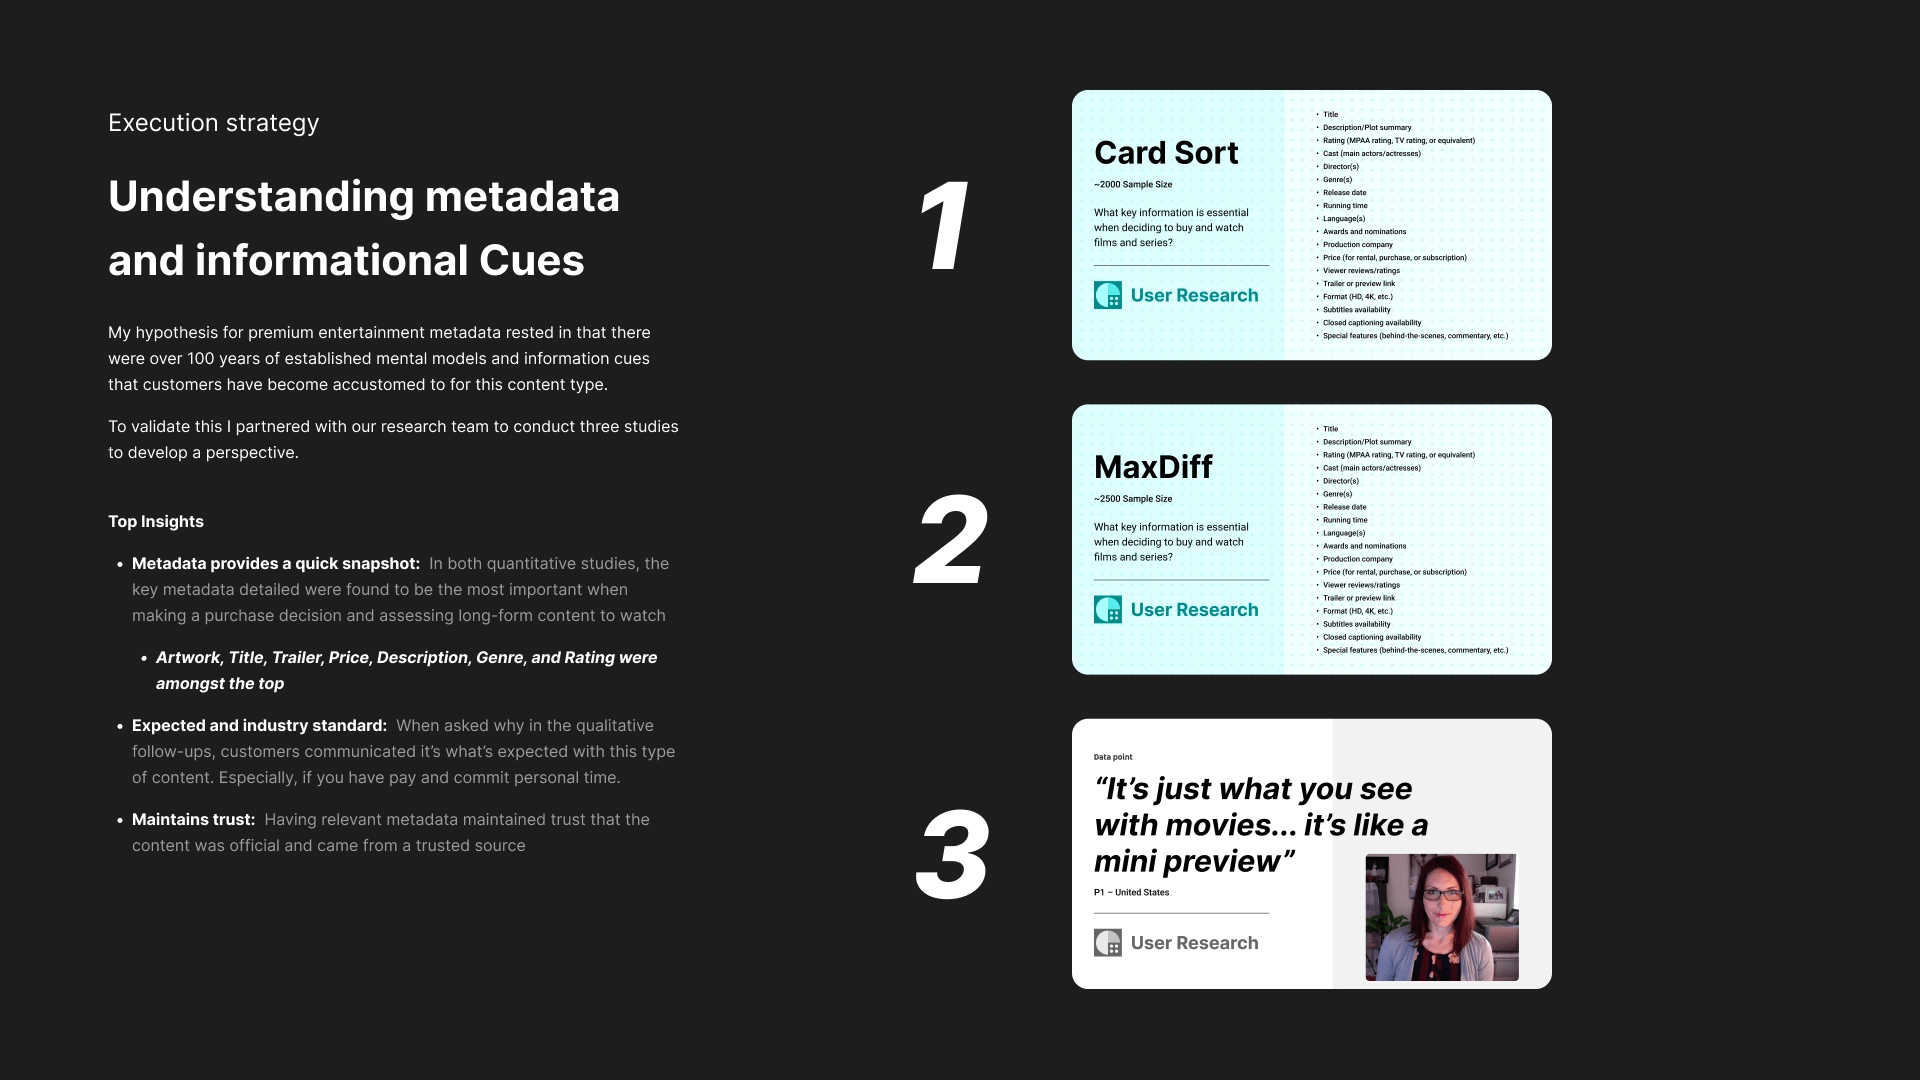 Execution strategy
Understanding metadata
and informational Cues
My hypothesis for premium entertainment metadata rested in that there
were over 100 years of established mental models and information cues
that customers have become accustomed to for this content type.
To validate this I partnered with our research team to conduct three studies
to develop a perspective.
Top Insights
• Metadata provides a quick snapshot: In both quantitative studies, the
key metadata detailed were found to be the most important when
making a purchase decision and assessing long-form content to watch
• Artwork, Title, Trailer, Price, Description, Genre, and Rating were
amongst the top
• Expected and industry standard: When asked why in the qualitative
follow-ups, customers communicated it’s what’s expected with this type
of content. Especially, if you have pay and commit personal time.
• Maintains trust: Having relevant metadata maintained trust that the
content was official and came from a trusted source
1
Card Sort
~2000 Sample Size
What key information is essential
when deciding to buy and watch
films and series?
User Research
• Title
• Description/Plot summary
• Rating (MPAA rating, TV rating, or equivalent)
• Cast (main actors/actresses)
• Director(s)
• Genre(s)
• Release date
• Running time
• Language(s)
• Awards and nominations
• Production company
• Price (for rental, purchase, or subscription)
• Viewer reviews/ratings
• Trailer or preview link
• Format (HD, 4K, etc.)
• Subtitles availability
• Closed captioning availability
• Special features (behind-the-scenes, commentary, etc.)
2
MaxDiff
~2500 Sample Size
What key information is essential
when deciding to buy and watch
films and series?
User Research
• Title
• Description/Plot summary
• Rating (MPAA rating, TV rating, or equivalent)
• Cast (main actors/actresses)
• Director(s)
• Genre(s)
• Release date
• Running time
• Language(s)
• Awards and nominations
• Production company
• Price (for rental, purchase, or subscription)
• Viewer reviews/ratings
• Trailer or preview link
• Format (HD, 4K, etc.)
• Subtitles availability
• Closed captioning availability
• Special features (behind-the-scenes, commentary, etc.)
3
Data point
“It’s just what you see
with movies... it’s like a
mini preview”
P1 – United States
User Research